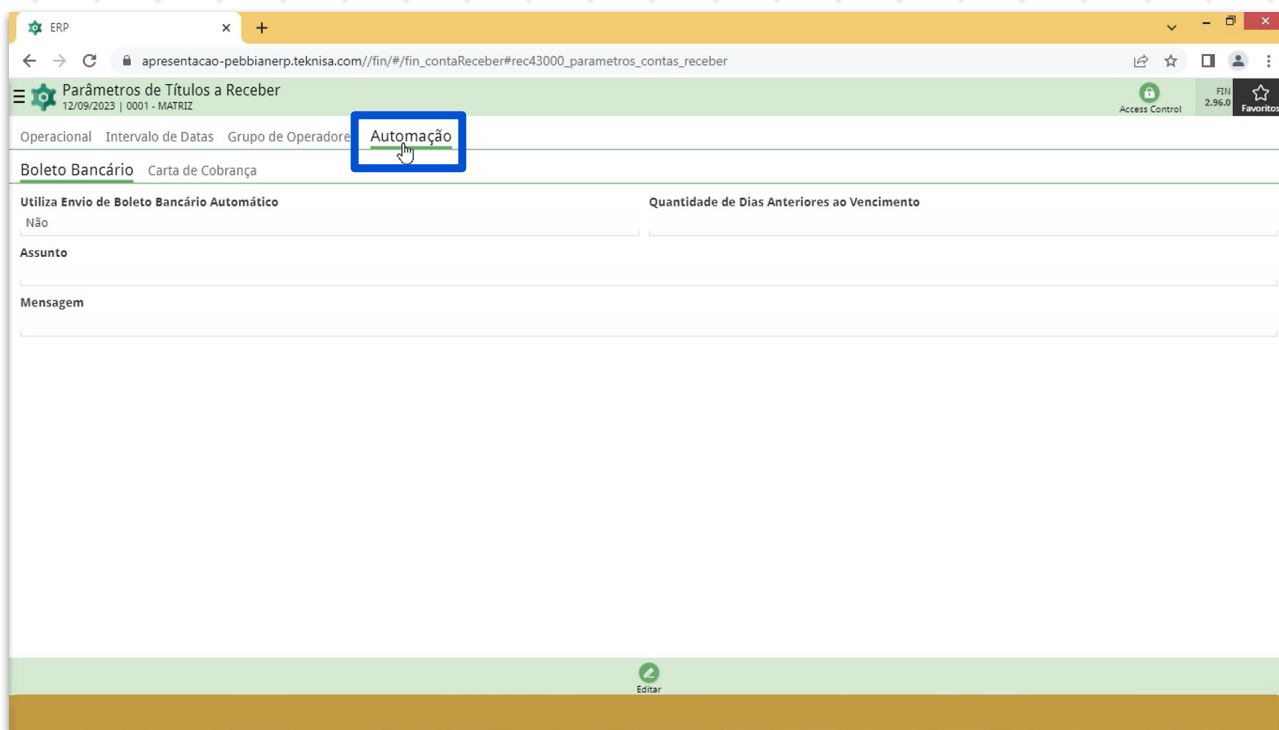 ERP
apresentacao-pebbianerp.teknisa.com//fin/#/fin_contaReceber#rec43000_parametros_contas_receber
Parâmetros de Títulos a Receber
12/09/2023 | 0001 - MATRIZ
Access Control
FIN
2.96.0
Favoritos
Operacional Intervalo de Datas Grupo de Operadore Automação
Boleto Bancário Carta de Cobrança
Utiliza Envio de Boleto Bancário Automático Quantidade de Dias Anteriores ao Vencimento
Não
Assunto
Mensagem
Editar